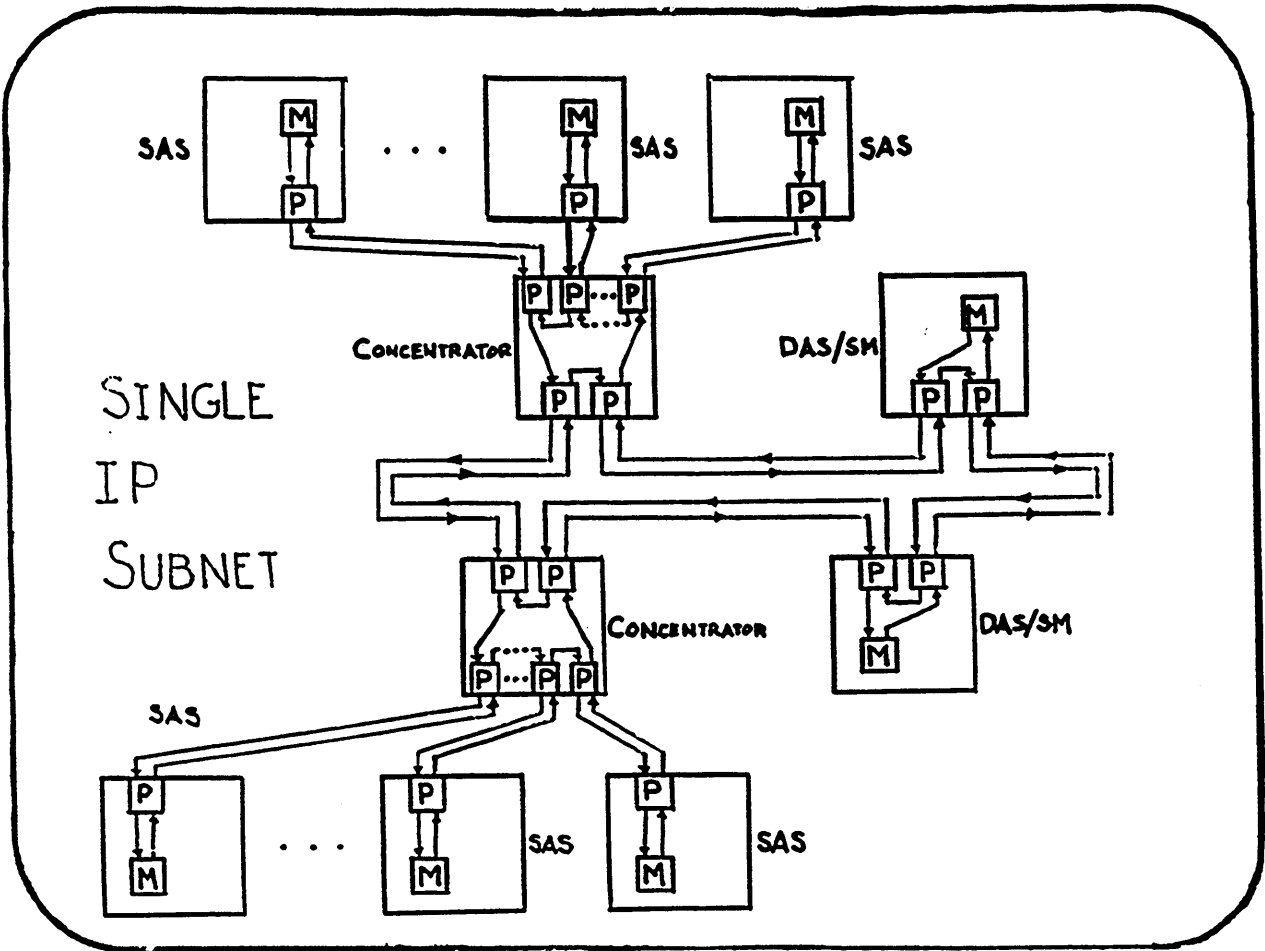 M M M
SAS ... SAS SAS
P P P
P P ... P
M
CONCENTRATOR DAS/SM
P P P P
SINGLE
IP
SUBNET
P P P P
CONCENTRATOR DAS/SM
M
P ... P P
SAS
P P P
... SAS SAS
M M M